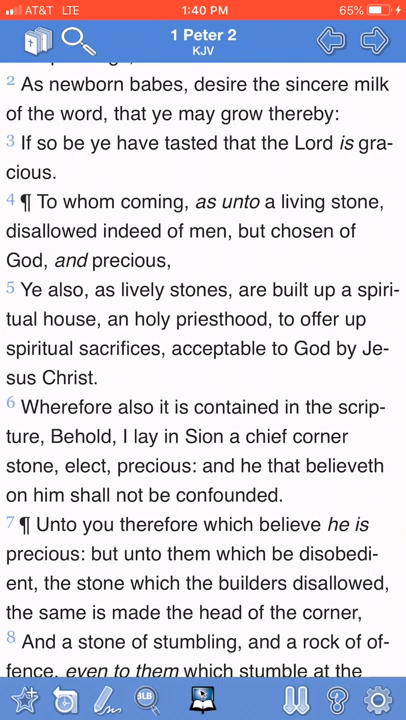 AT&T LTE 1:40 PM 65%
1 Peter 2
KJV
2 As newborn babes, desire the sincere milk
of the word, that ye may grow thereby:
3 If so be ye have tasted that the Lord is gra-
cious.
4 ¶ To whom coming, as unto a living stone,
disallowed indeed of men, but chosen of
God, and precious,
5 Ye also, as lively stones, are built up a spiri-
tual house, an holy priesthood, to offer up
spiritual sacrifices, acceptable to God by Je-
sus Christ.
6 Wherefore also it is contained in the scrip-
ture, Behold, I lay in Sion a chief corner
stone, elect, precious: and he that believeth
on him shall not be confounded.
7 ¶ Unto you therefore which believe he is
precious: but unto them which be disobedi-
ent, the stone which the builders disallowed,
the same is made the head of the corner,
8 And a stone of stumbling, and a rock of of-
fence, even to them which stumble at the
BLB ?